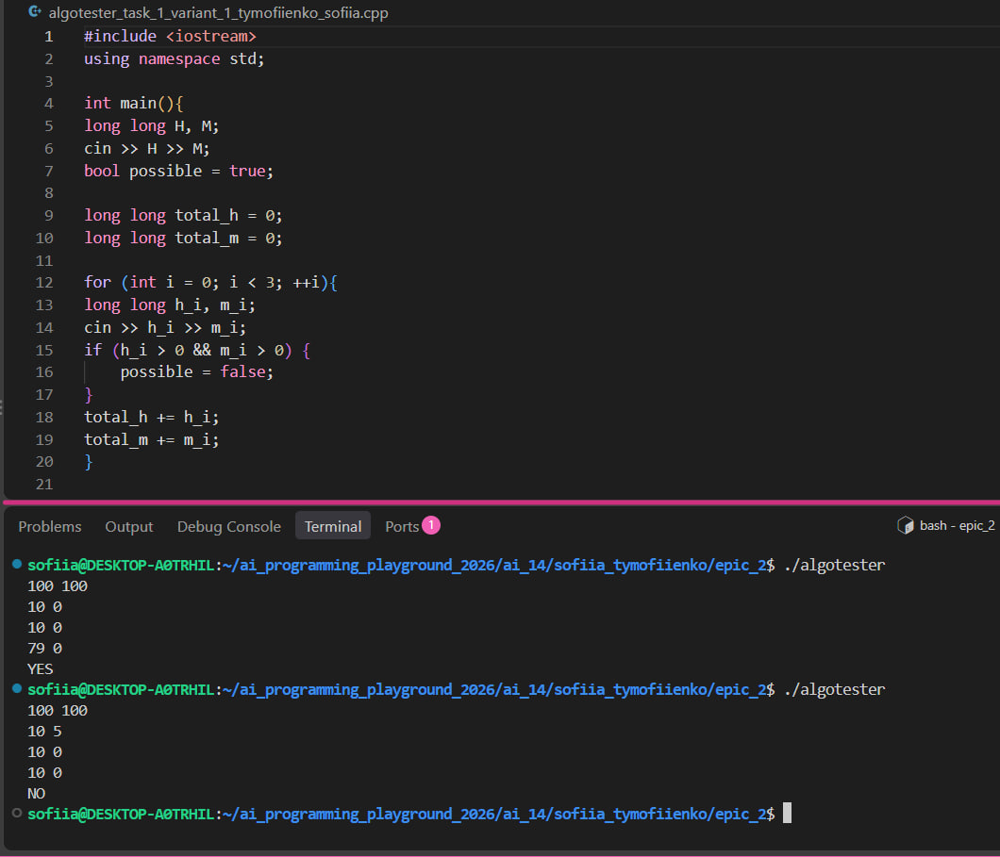 algotester_task_1_variant_1_tymofiienko_sofiia.cpp
1 #include <iostream>
2 using namespace std;
3
4 int main(){
5 long long H, M;
6 cin >> H >> M;
7 bool possible = true;
8
9 long long total_h = 0;
10 long long total_m = 0;
11
12 for (int i = 0; i < 3; ++i){
13 long long h_i, m_i;
14 cin >> h_i >> m_i;
15 if (h_i > 0 && m_i > 0) {
16 possible = false;
17 }
18 total_h += h_i;
19 total_m += m_i;
20 }
21
Problems Output Debug Console Terminal Ports 1 bash - epic_2
sofiia@DESKTOP-A0TRHIL:~/ai_programming_playground_2026/ai_14/sofiia_tymofiienko/epic_2$ ./algotester
100 100
10 0
10 0
79 0
YES
sofiia@DESKTOP-A0TRHIL:~/ai_programming_playground_2026/ai_14/sofiia_tymofiienko/epic_2$ ./algotester
100 100
10 5
10 0
10 0
NO
sofiia@DESKTOP-A0TRHIL:~/ai_programming_playground_2026/ai_14/sofiia_tymofiienko/epic_2$